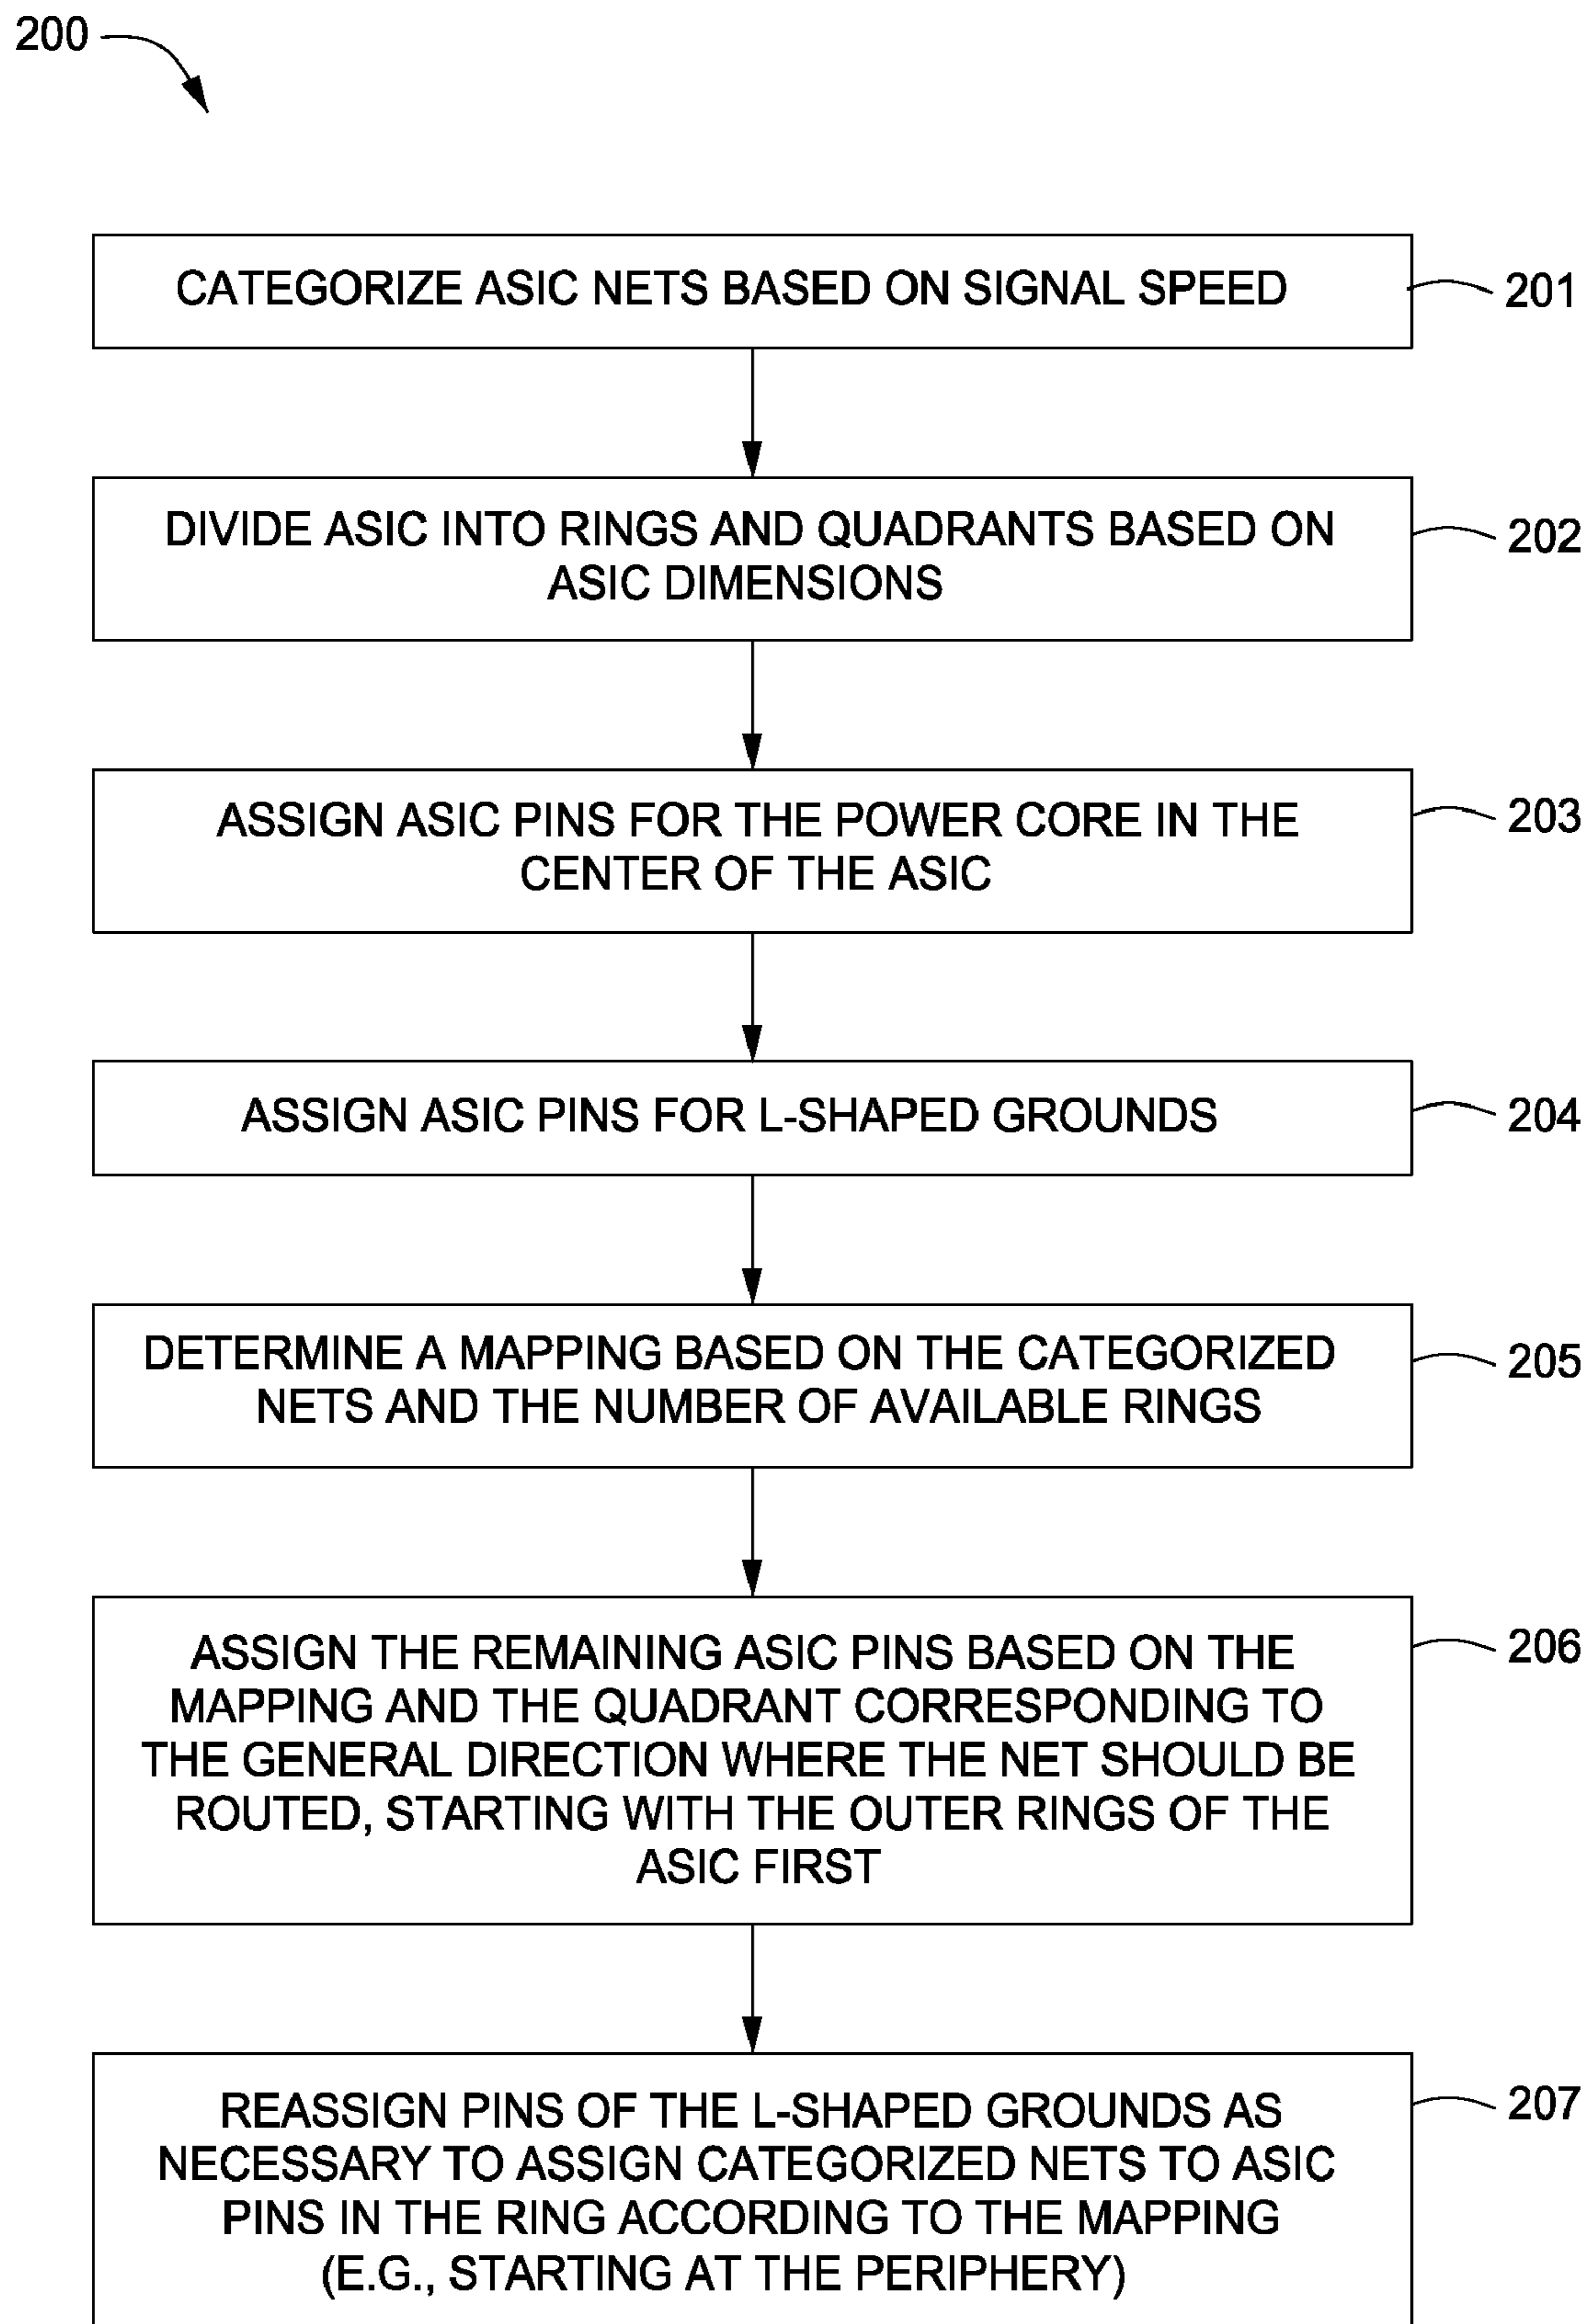 200
CATEGORIZE ASIC NETS BASED ON SIGNAL SPEED
201
DIVIDE ASIC INTO RINGS AND QUADRANTS BASED ON
ASIC DIMENSIONS
202
ASSIGN ASIC PINS FOR THE POWER CORE IN THE
CENTER OF THE ASIC
203
ASSIGN ASIC PINS FOR L-SHAPED GROUNDS
204
DETERMINE A MAPPING BASED ON THE CATEGORIZED
NETS AND THE NUMBER OF AVAILABLE RINGS
205
ASSIGN THE REMAINING ASIC PINS BASED ON THE
MAPPING AND THE QUADRANT CORRESPONDING TO
THE GENERAL DIRECTION WHERE THE NET SHOULD BE
ROUTED, STARTING WITH THE OUTER RINGS OF THE
ASIC FIRST
206
REASSIGN PINS OF THE L-SHAPED GROUNDS AS
NECESSARY TO ASSIGN CATEGORIZED NETS TO ASIC
PINS IN THE RING ACCORDING TO THE MAPPING
(E.G., STARTING AT THE PERIPHERY)
207